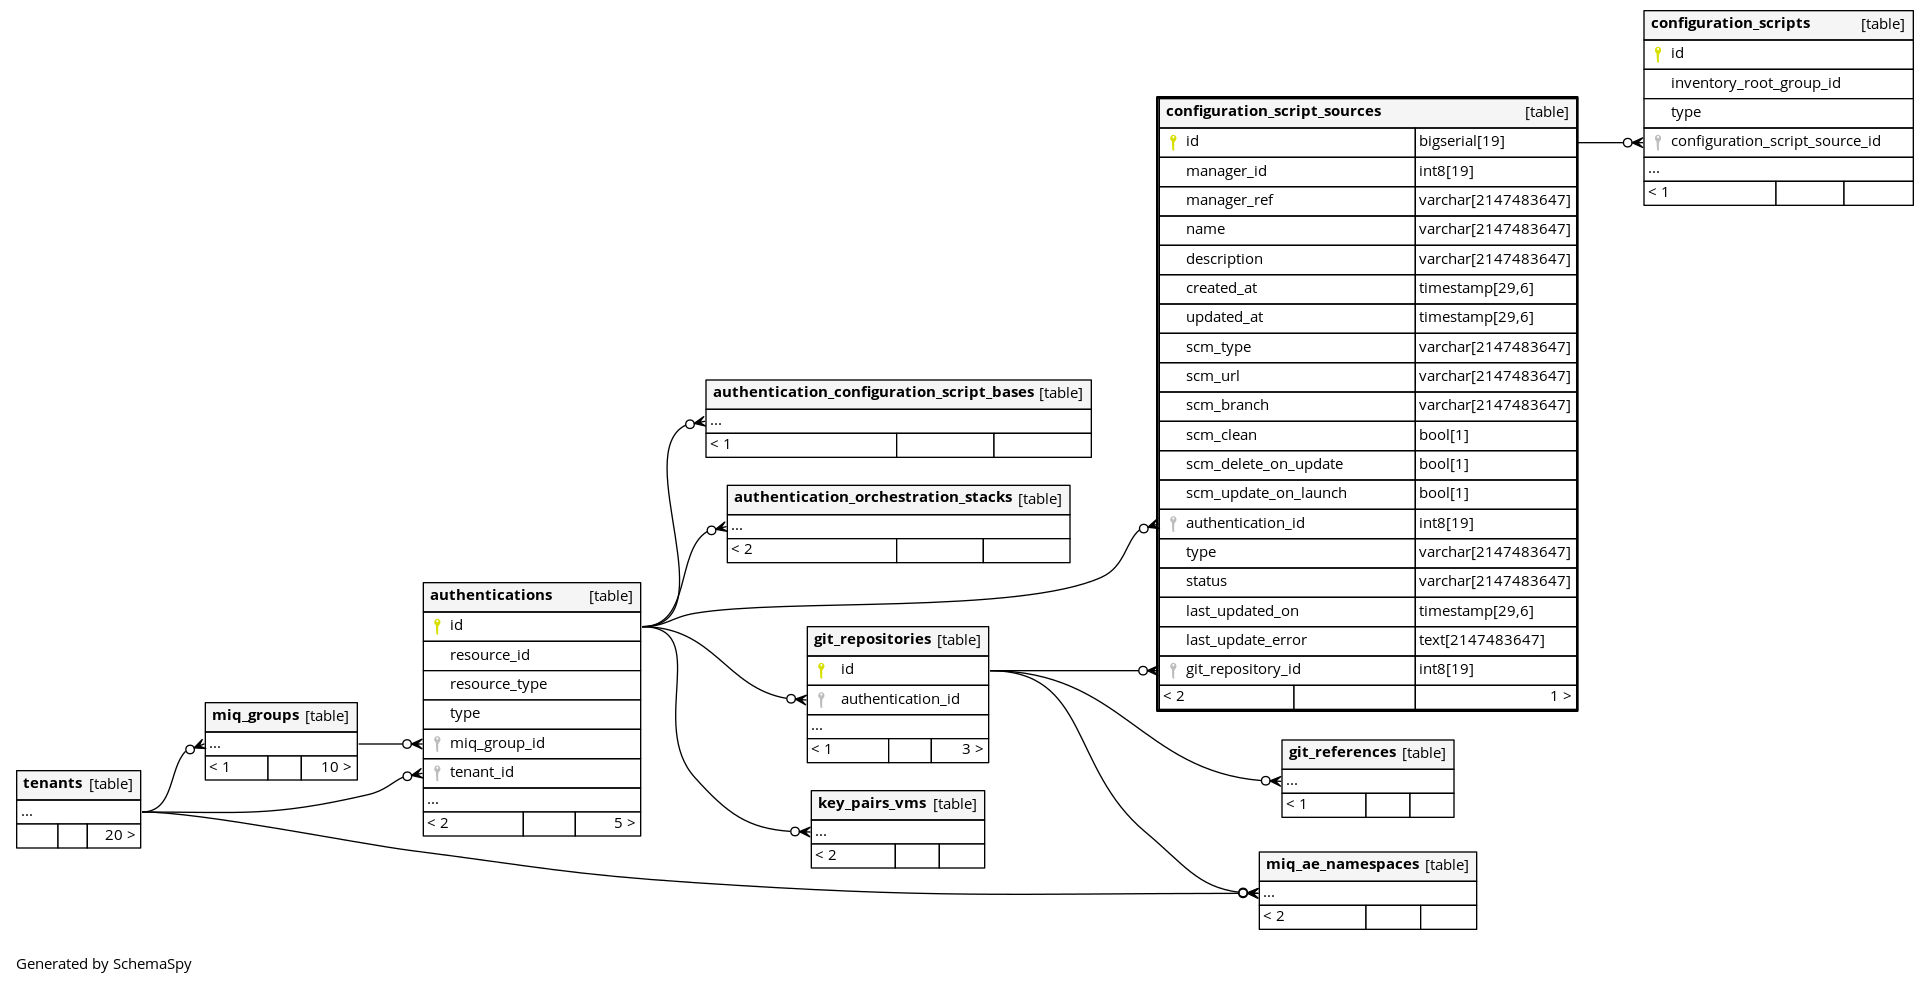 configuration_scripts [table]
id
inventory_root_group_id
type
configuration_script_source_id
...
< 1
configuration_script_sources [table]
id bigserial[19]
manager_id int8[19]
manager_ref varchar[2147483647]
name varchar[2147483647]
description varchar[2147483647]
created_at timestamp[29,6]
updated_at timestamp[29,6]
scm_type varchar[2147483647]
scm_url varchar[2147483647]
scm_branch varchar[2147483647]
scm_clean bool[1]
scm_delete_on_update bool[1]
scm_update_on_launch bool[1]
authentication_id int8[19]
type varchar[2147483647]
status varchar[2147483647]
last_updated_on timestamp[29,6]
last_update_error text[2147483647]
git_repository_id int8[19]
< 2 1 >
authentication_configuration_script_bases [table]
...
< 1
authentication_orchestration_stacks [table]
...
< 2
authentications [table]
id
resource_id
resource_type
type
miq_group_id
tenant_id
...
< 2 5 >
git_repositories [table]
id
authentication_id
...
< 1 3 >
miq_groups [table]
...
< 1 10 >
tenants [table]
...
20 >
key_pairs_vms [table]
...
< 2
git_references [table]
...
< 1
miq_ae_namespaces [table]
...
< 2
Generated by SchemaSpy